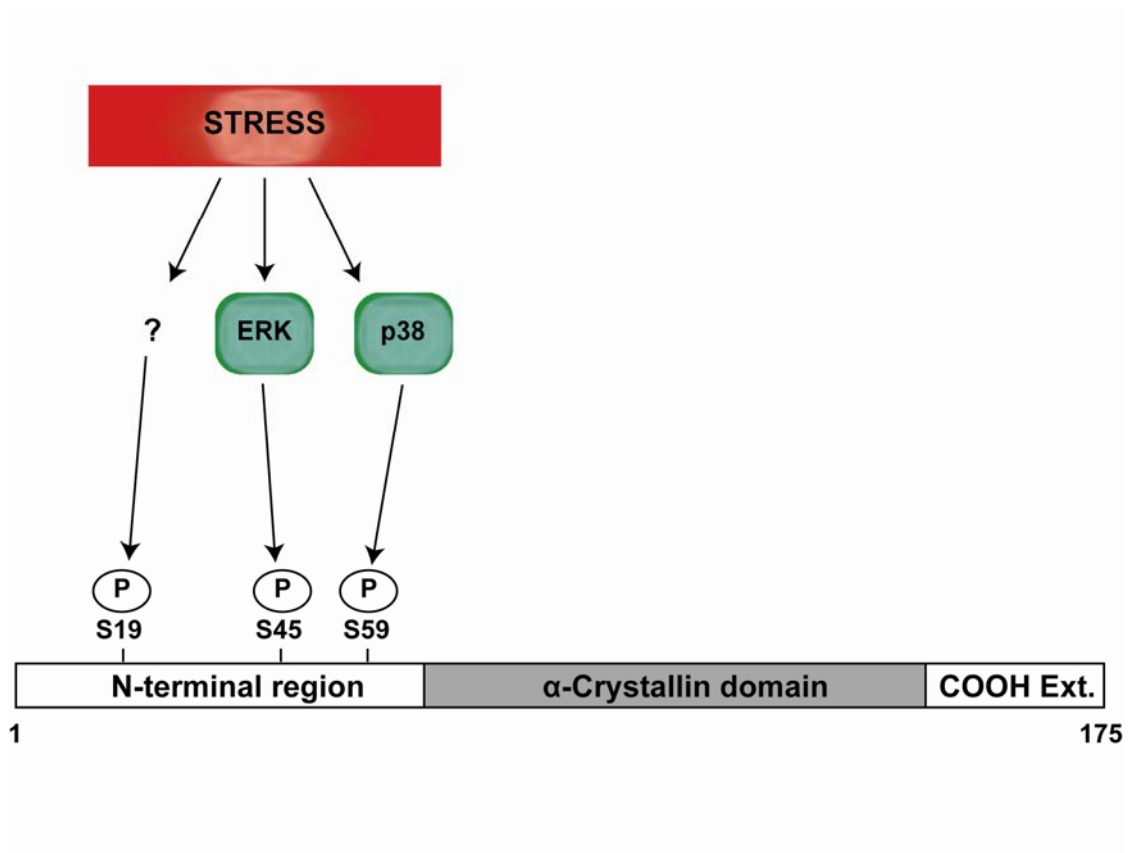 STRESS
?
ERK
p38
P
P
P
S19
S45
S59
N-terminal region
α-Crystallin domain
COOH Ext.
1
175